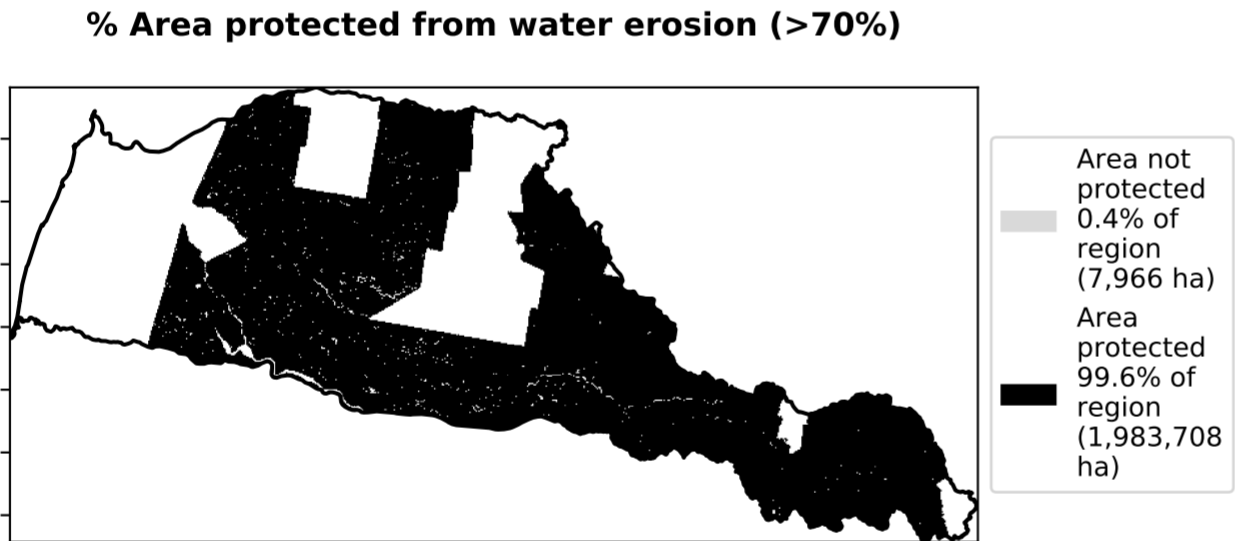 % Area protected from water erosion (>70%)
Area not
protected
0.4% of
region
(7,966 ha)
Area
protected
99.6% of
region
(1,983,708
ha)